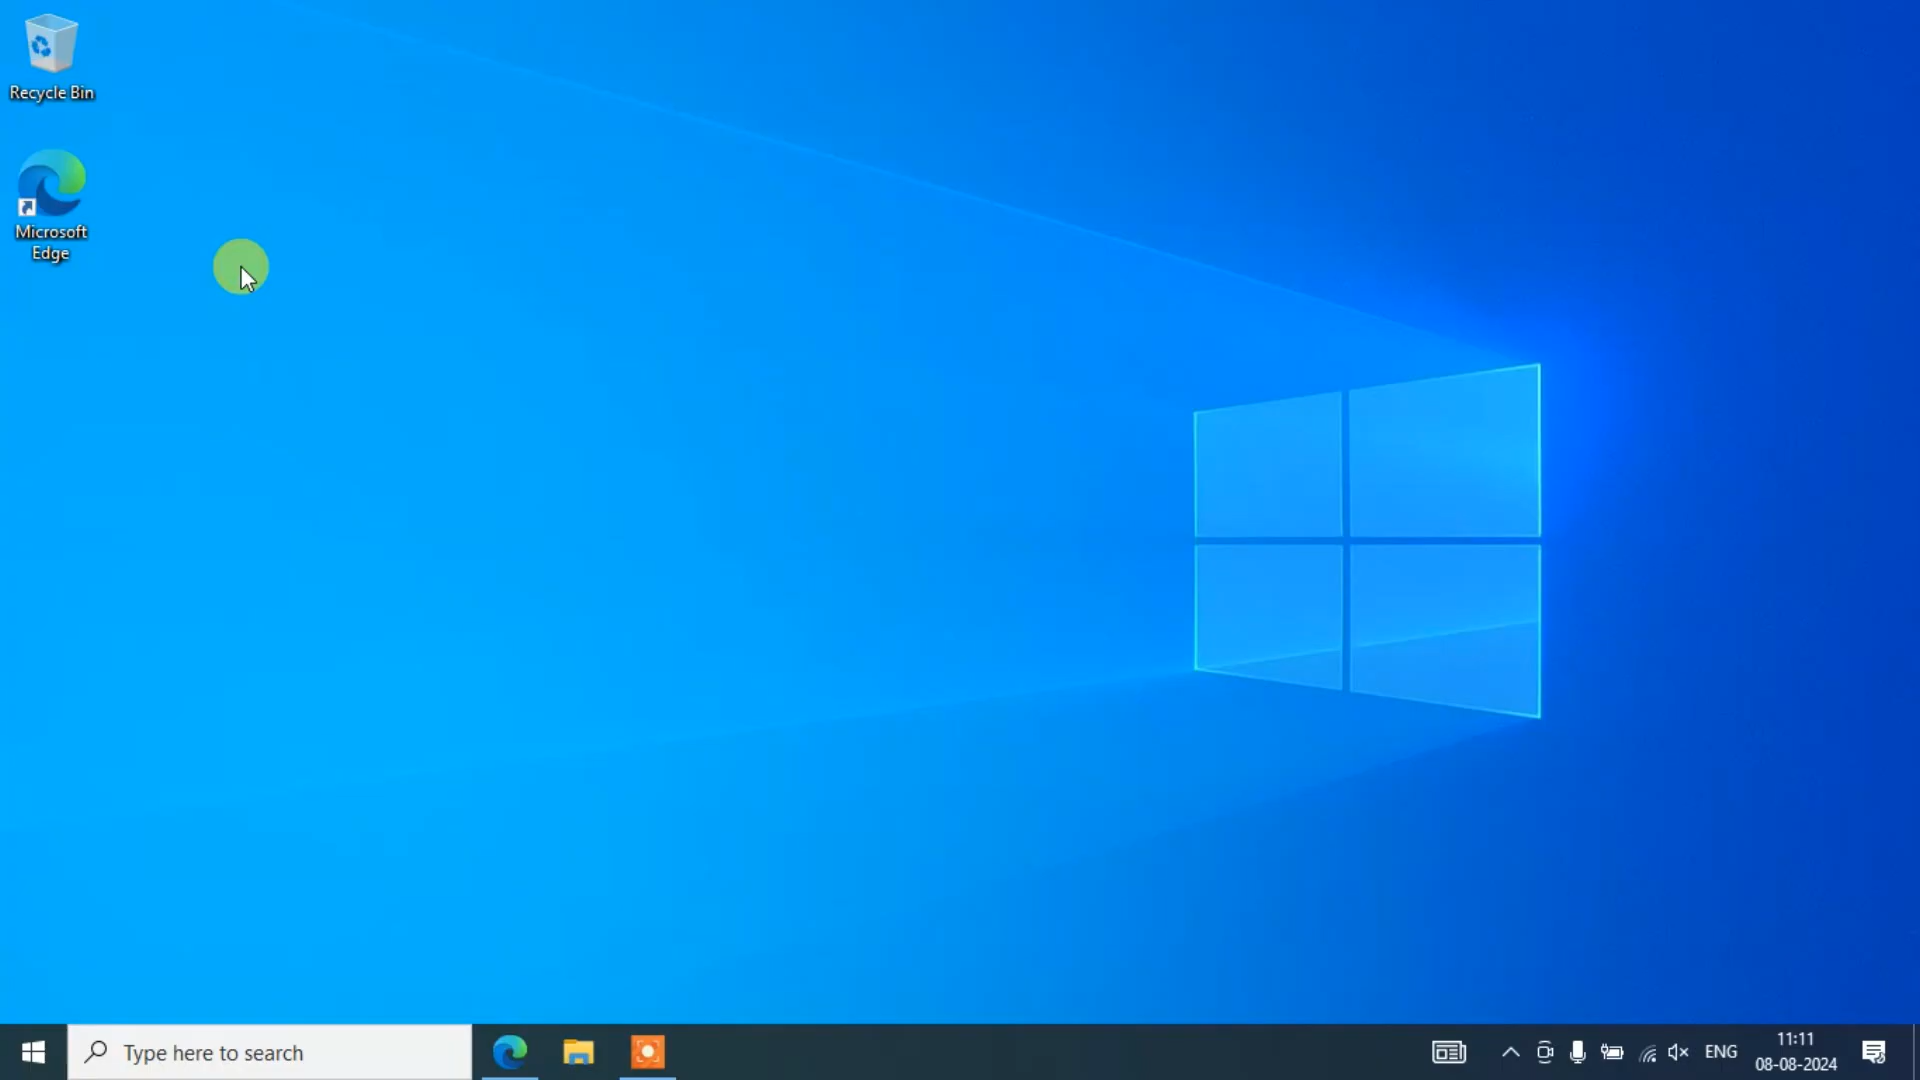 Recycle Bin
Microsoft
Edge
Type here to search
ENG
11:11
08-08-2024